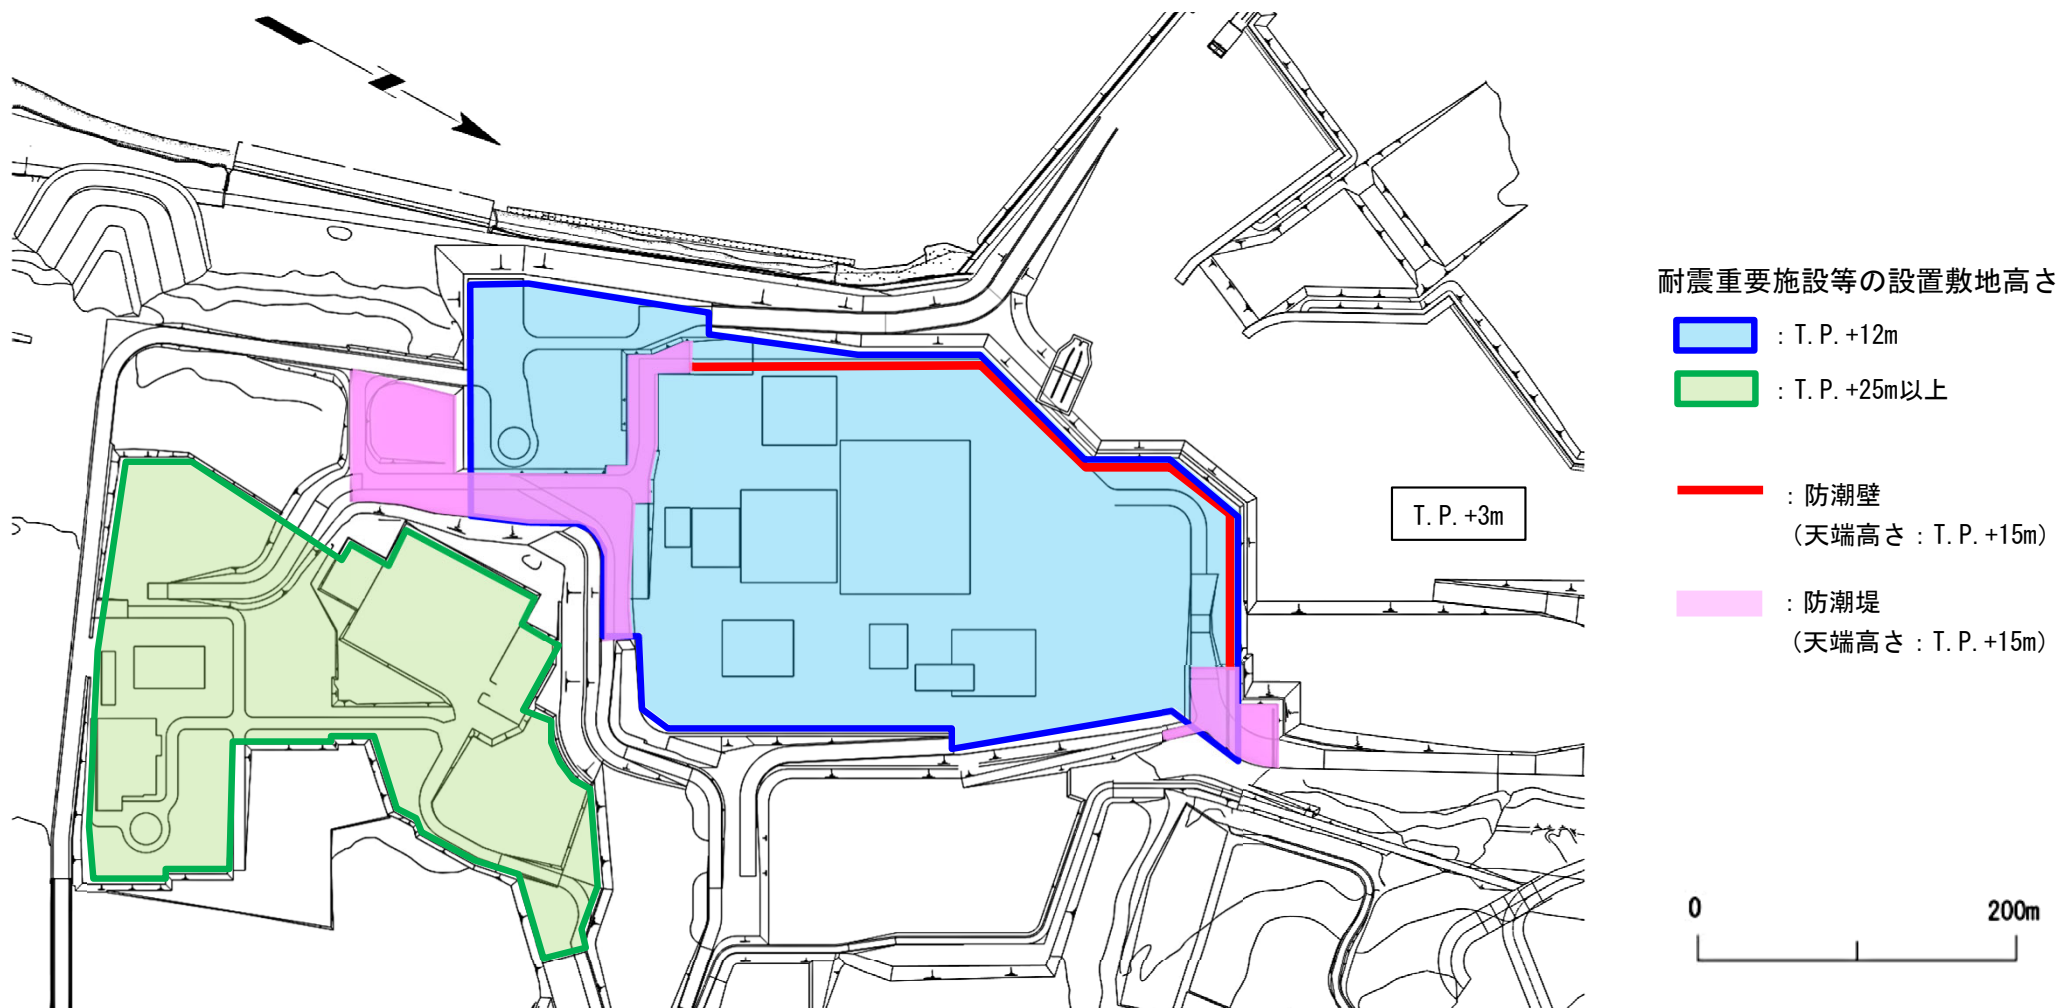 耐震重要施設等の設置敷地高さ
：T.P.+12m
：T.P.+25m以上
：防潮壁
（天端高さ：T.P.+15m）
T.P.+3m
：防潮堤
（天端高さ：T.P.+15m）
0 200m